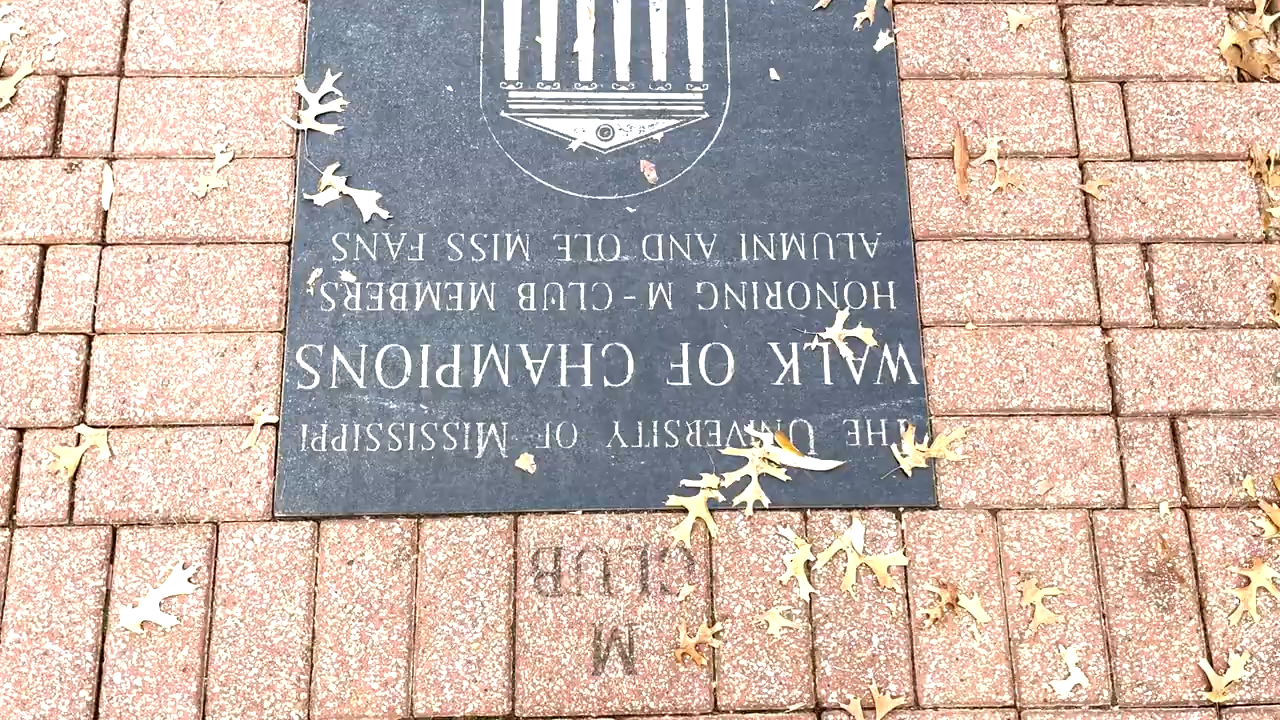 M
CLUB
THE UNIVERSITY OF MISSISSIPPI
WALK OF CHAMPIONS
HONORING M-CLUB MEMBERS
ALUMNI AND OLE MISS FANS